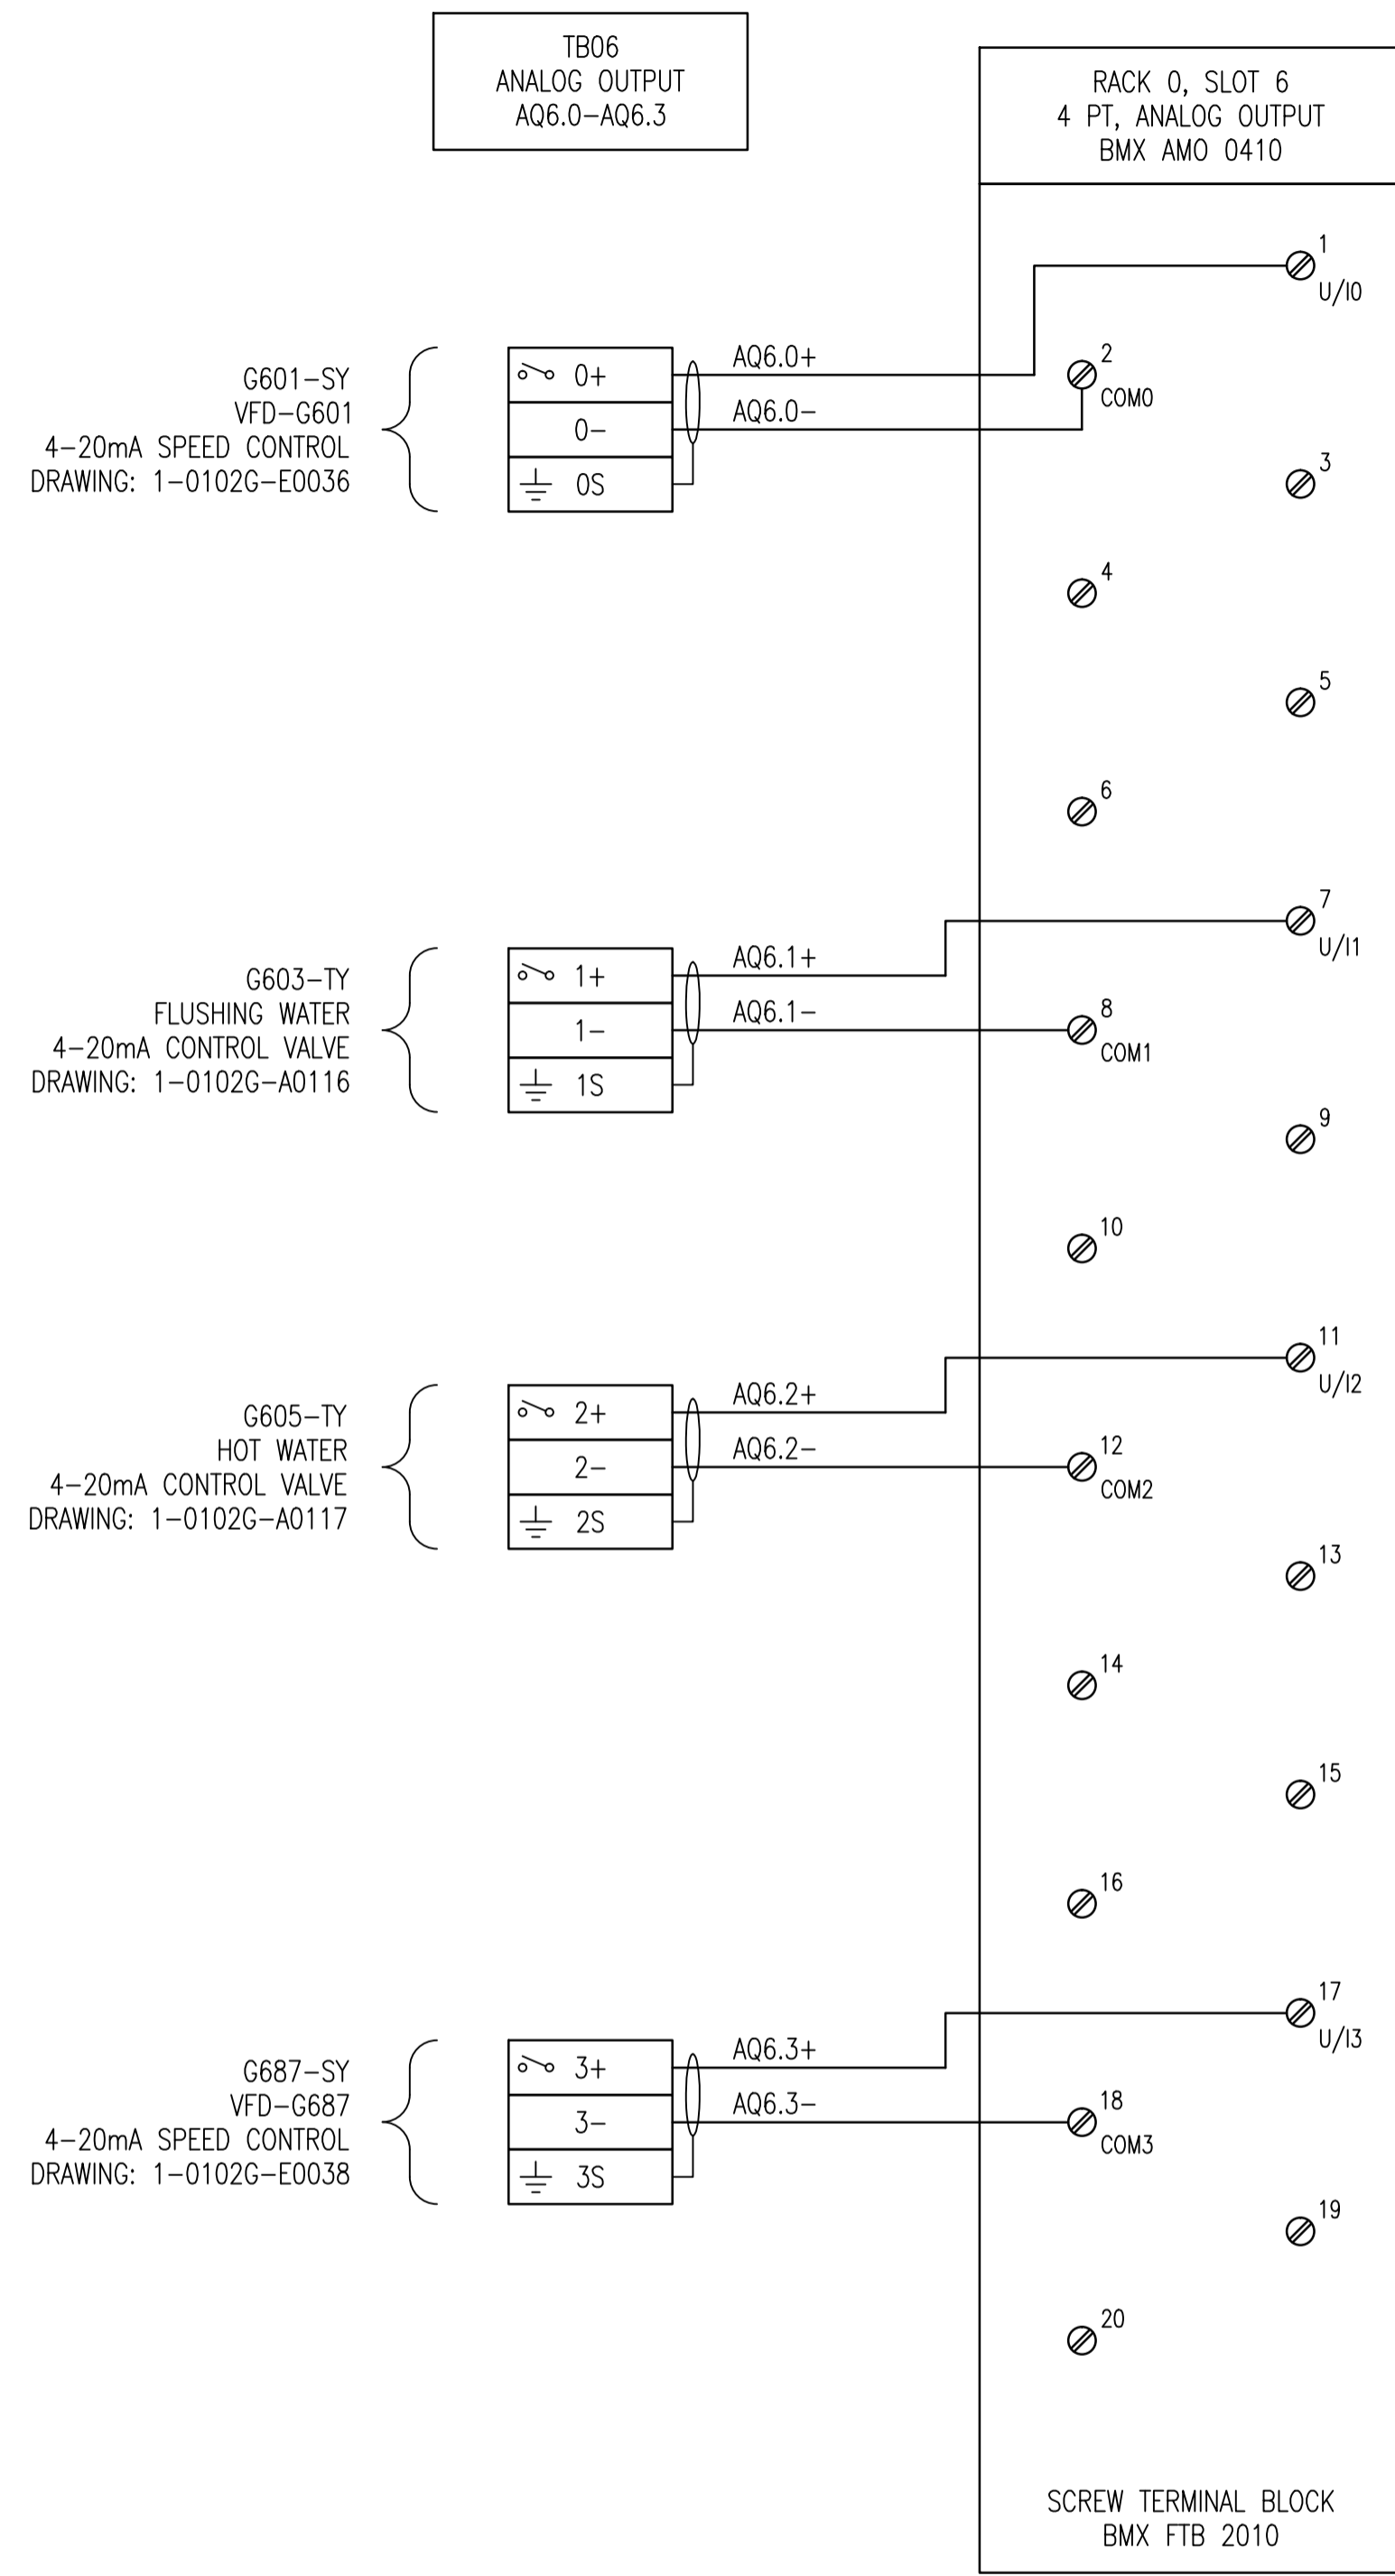 TB06
ANALOG OUTPUT
AQ6.0-AQ6.3
RACK 0, SLOT 6
4 PT, ANALOG OUTPUT
BMX AMO 0410
1
U/I0
G601-SY
VFD-G601
4-20mA SPEED CONTROL
DRAWING: 1-0102G-E0036
0+
0-
0S
AQ6.0+
AQ6.0-
2
COM0
3
4
5
6
7
U/I1
G603-TY
FLUSHING WATER
4-20mA CONTROL VALVE
DRAWING: 1-0102G-A0116
1+
1-
1S
AQ6.1+
AQ6.1-
8
COM1
9
10
11
U/I2
G605-TY
HOT WATER
4-20mA CONTROL VALVE
DRAWING: 1-0102G-A0117
2+
2-
2S
AQ6.2+
AQ6.2-
12
COM2
13
14
15
16
17
U/I3
G687-SY
VFD-G687
4-20mA SPEED CONTROL
DRAWING: 1-0102G-E0038
3+
3-
3S
AQ6.3+
AQ6.3-
18
COM3
19
20
SCREW TERMINAL BLOCK
BMX FTB 2010